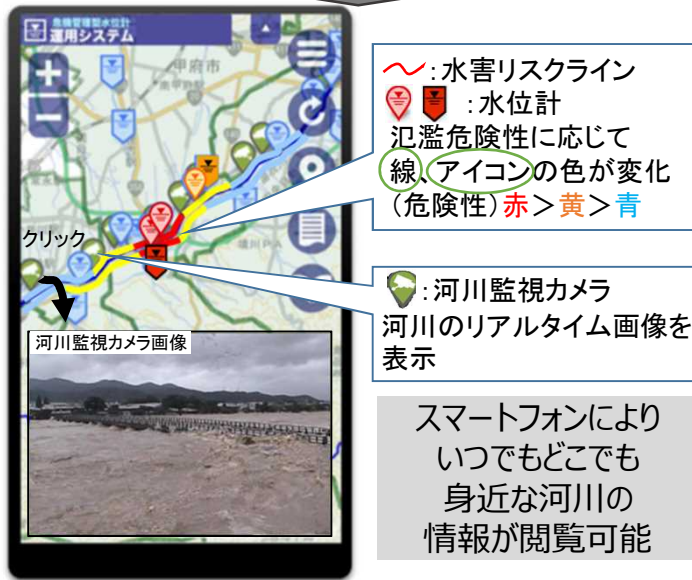 危機管理型水位計
運用システム
甲府市
クリック
河川監視カメラ画像
:水害リスクライン
:水位計
氾濫危険性に応じて
線、アイコンの色が変化
(危険性)赤>黄>青
:河川監視カメラ
河川のリアルタイム画像を
表示
スマートフォンにより
いつでもどこでも
身近な河川の
情報が閲覧可能